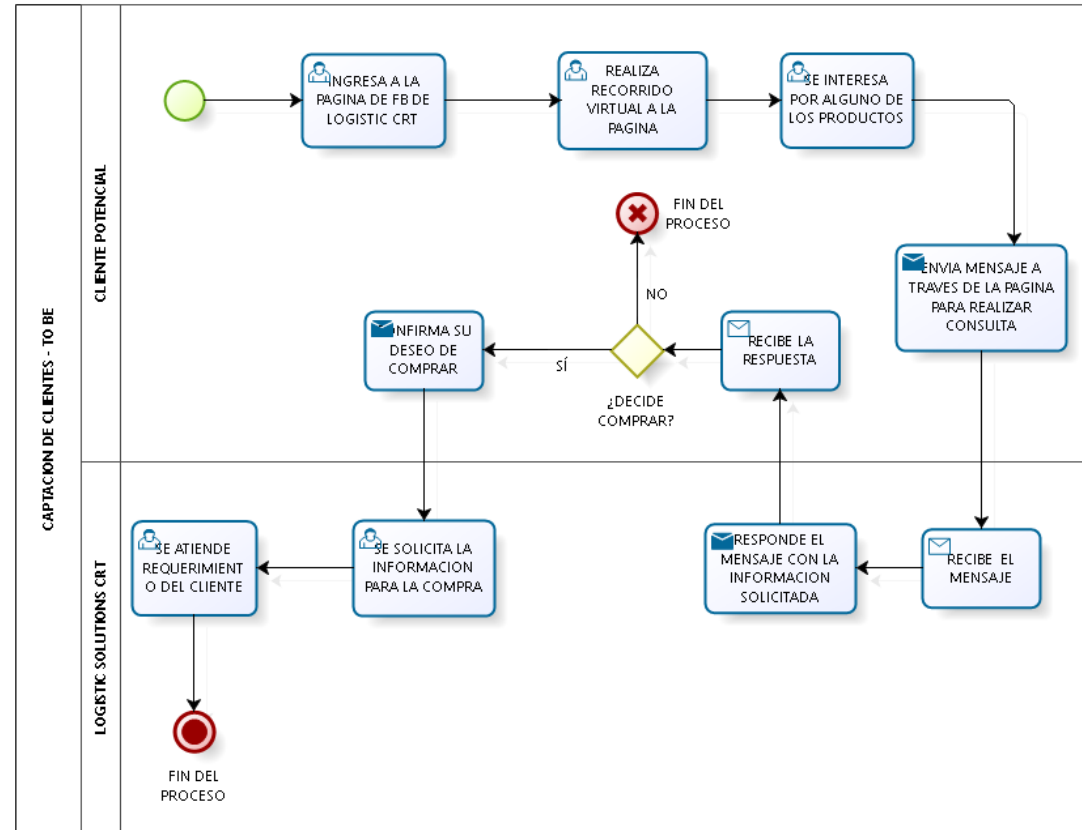 CAPTACION DE CLIENTES - TO BE
CLIENTE POTENCIAL
INGRESA A LA
PAGINA DE FB DE
LOGISTIC CRT
REALIZA
RECORRIDO
VIRTUAL A LA
PAGINA
SE INTERESA
POR ALGUNO DE
LOS PRODUCTOS
ENVIA MENSAJE A
TRAVES DE LA PAGINA
PARA REALIZAR
CONSULTA
FIN DEL
PROCESO
NO
RECIBE LA
RESPUESTA
¿DECIDE
COMPRAR?
SÍ
ONFIRMA SU
DESEO DE
COMPRAR
LOGISTIC SOLUTIONS CRT
RECIBE EL
MENSAJE
RESPONDE EL
MENSAJE CON LA
INFORMACION
SOLICITADA
SE SOLICITA LA
INFORMACION
PARA LA COMPRA
SE ATIENDE
REQUERIMIENT
O DEL CLIENTE
FIN DEL
PROCESO